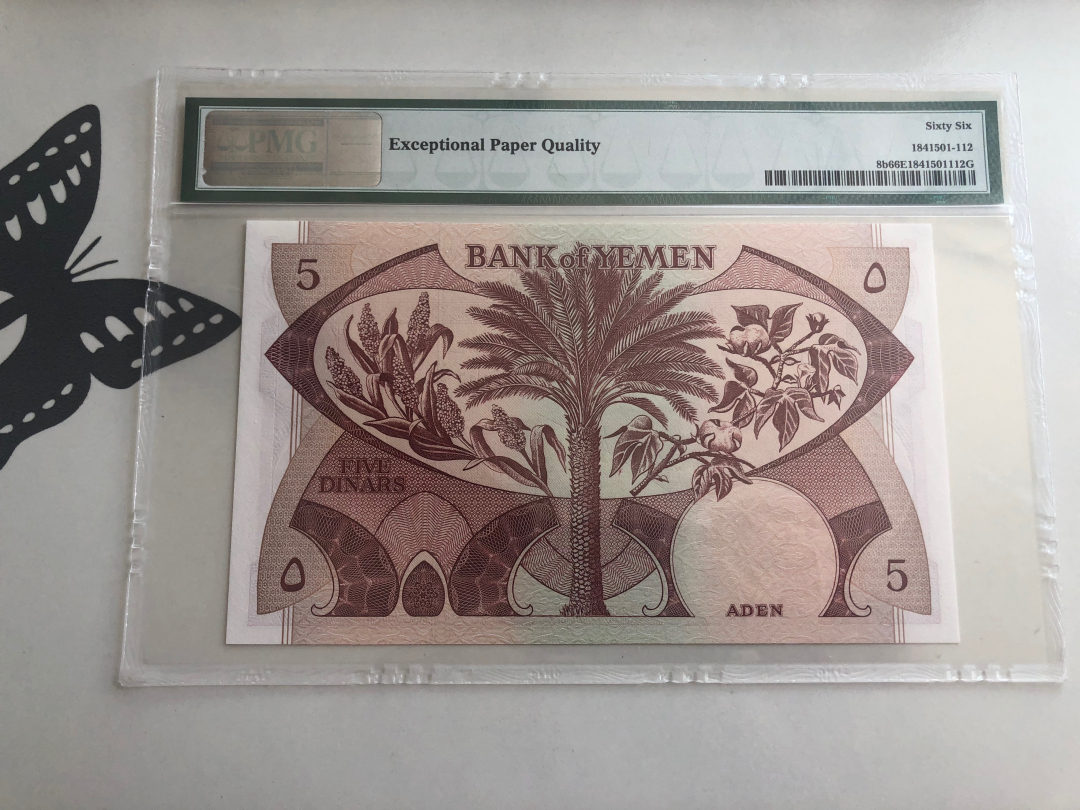 PMG
Exceptional Paper Quality
Sixty Six
1841501-112
8b66E1841501112G
BANK of YEMEN
5
٥
FIVE
DINARS
٥
5
ADEN